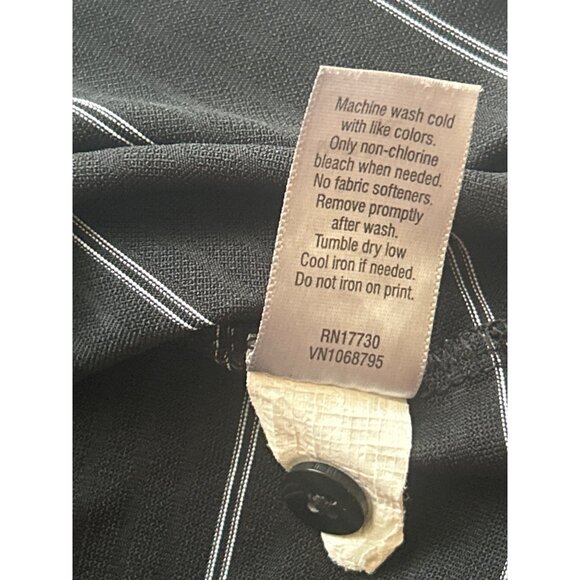 Machine wash cold
with like colors.
Only non-chlorine
bleach when needed.
No fabric softeners.
Remove promptly
after wash.
Tumble dry low
Cool iron if needed.
Do not iron on print.
RN17730
VN1068795